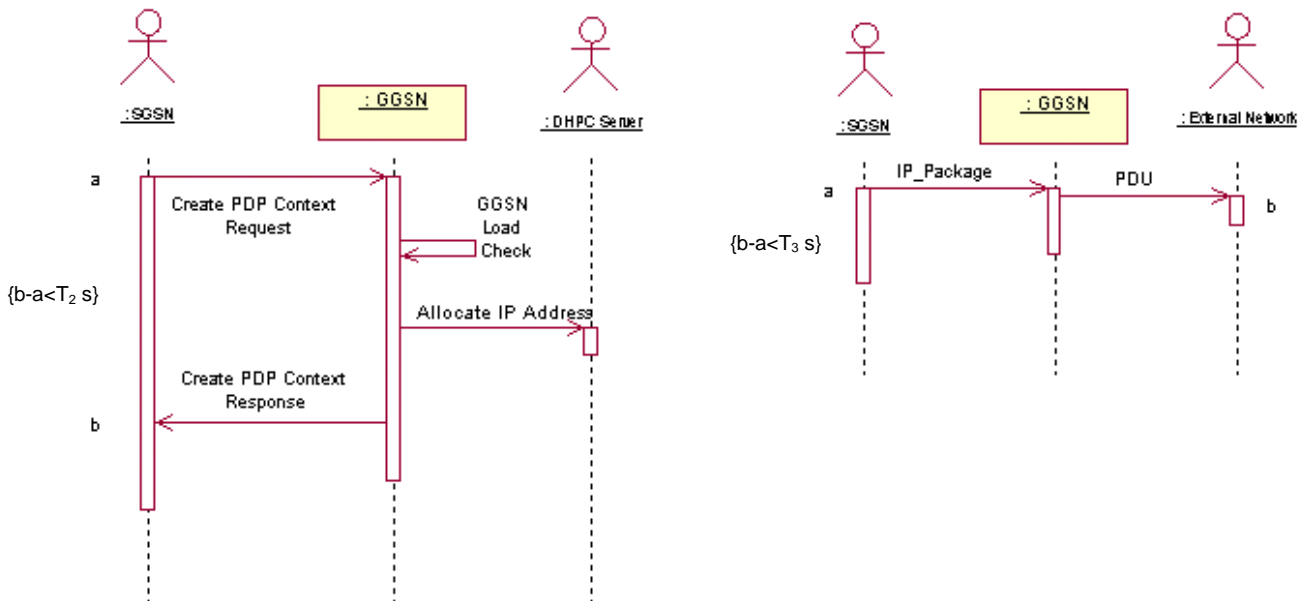 : SGSN
: GGSN
: DHPC Server
a
Create PDP Context
Request
GGSN
Load
Check
{b-a<T₂ s}
Allocate IP Address
Create PDP Context
Response
b
: SGSN
: GGSN
: External Network
a
IP_Package
PDU
b
{b-a<T₃ s}